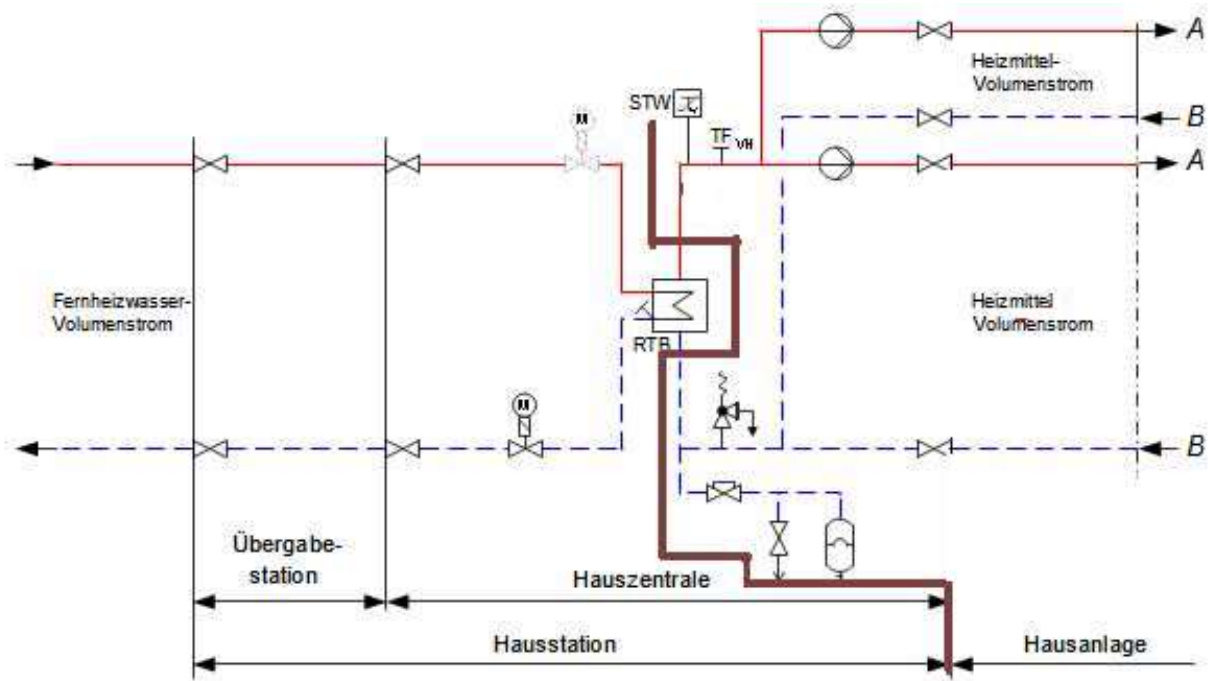 A
Heizmittel-
Volumenstrom
B
STW
M
TF VH
A
Fernheizwasser-
Volumenstrom
Heizmittel
Volumenstrom
RTB
M
B
Übergabe-
station
Hauszentrale
Hausstation
Hausanlage